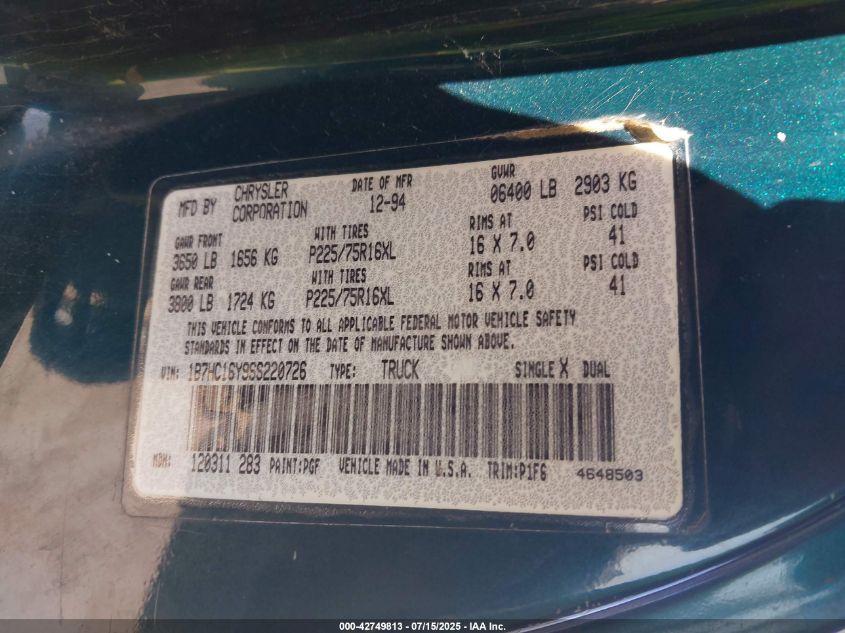 MFD BY CHRYSLER CORPORATION DATE OF MFR 12-94 GVWR 06400 LB 2903 KG
GAWR FRONT WITH TIRES RIMS AT PSI COLD
3650 LB 1656 KG P225/75R16XL 16 X 7.0 41
GAWR REAR WITH TIRES RIMS AT PSI COLD
3800 LB 1724 KG P225/75R16XL 16 X 7.0 41
THIS VEHICLE CONFORMS TO ALL APPLICABLE FEDERAL MOTOR VEHICLE SAFETY
STANDARDS IN EFFECT ON THE DATE OF MANUFACTURE SHOWN ABOVE.
VIN: 1B7HC16Y9SS220726 TYPE: TRUCK SINGLE X DUAL
MDH: 120311 283 PAINT:PGF VEHICLE MADE IN U.S.A. TRIM:P1F6 4648503
000-42749813 - 07/15/2025 - IAA Inc.